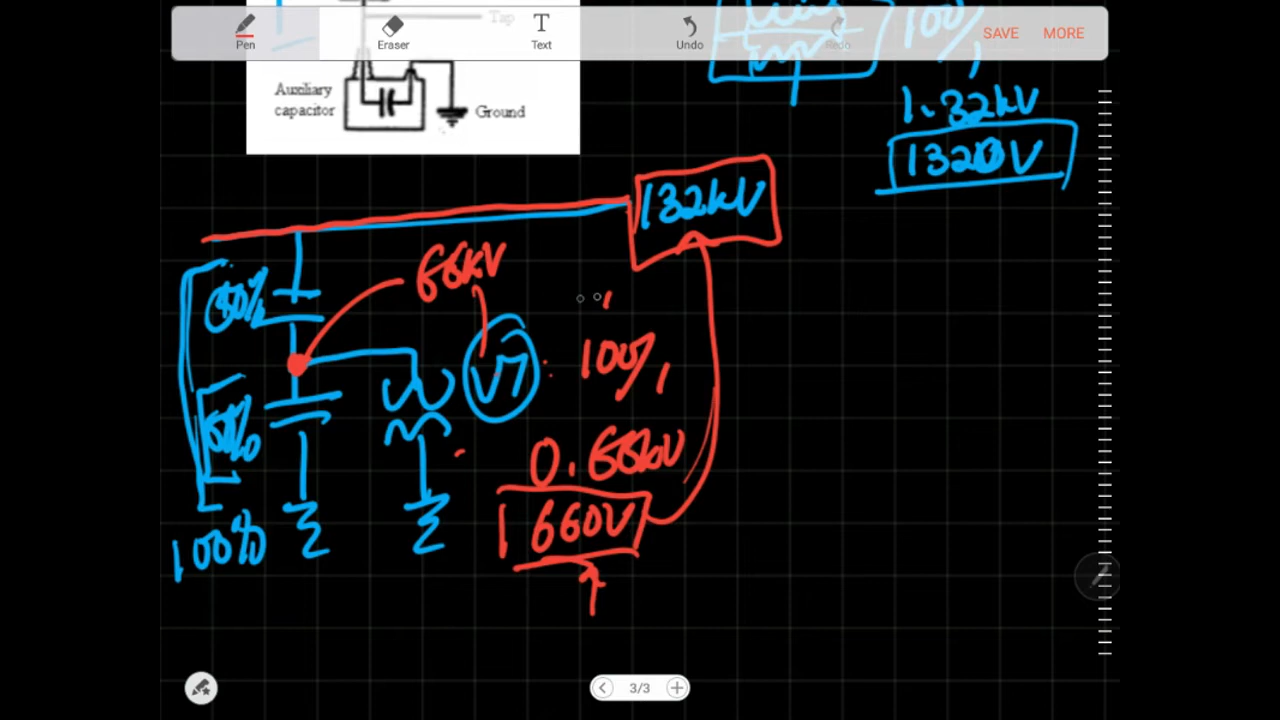 Tap
Pen
Eraser
Text
Undo
Redo
SAVE
MORE
100%
Auxiliary
capacitor
Ground
1.32kV
1320V
132kV
66kV
50%
VT
100%
50%
0.66kV
660V
100%
3/3